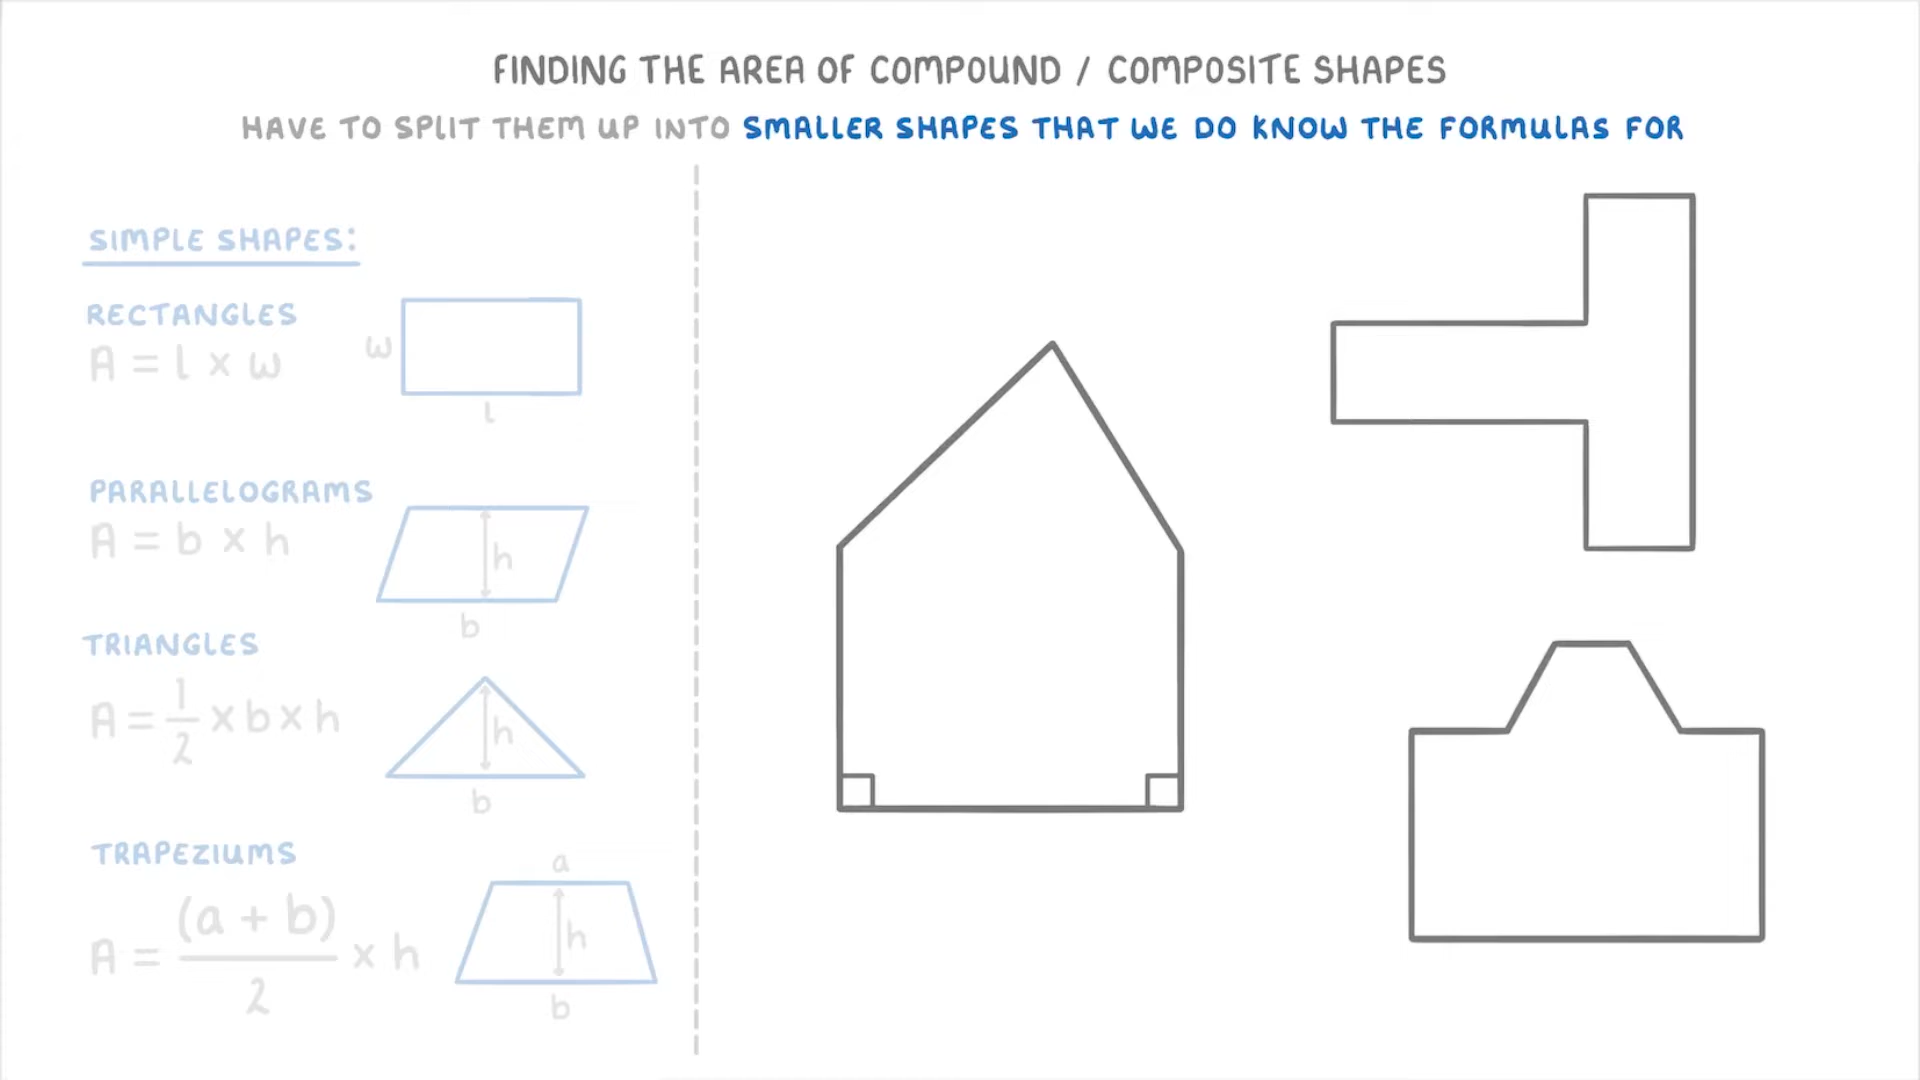 FINDING THE AREA OF COMPOUND / COMPOSITE SHAPES
HAVE TO SPLIT THEM UP INTO SMALLER SHAPES THAT WE DO KNOW THE FORMULAS FOR
SIMPLE SHAPES:
RECTANGLES
A = l × w
w
l
PARALLELOGRAMS
A = b × h
h
b
TRIANGLES
A = 1/2 × b × h
h
b
TRAPEZIUMS
A = (a + b)/2 × h
a
h
b